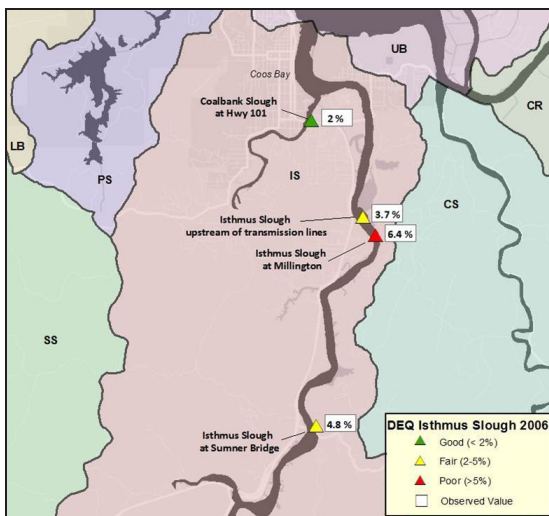 UB
Coos Bay
CR
Coalbank Slough
at Hwy 101
2 %
LB
PS
IS
CS
Isthmus Slough
upstream of transmission lines
3.7 %
6.4 %
Isthmus Slough
at Millington
SS
4.8 %
Isthmus Slough
at Sumner Bridge
DEQ Isthmus Slough 2006
Good (< 2%)
Fair (2-5%)
Poor (>5%)
Observed Value